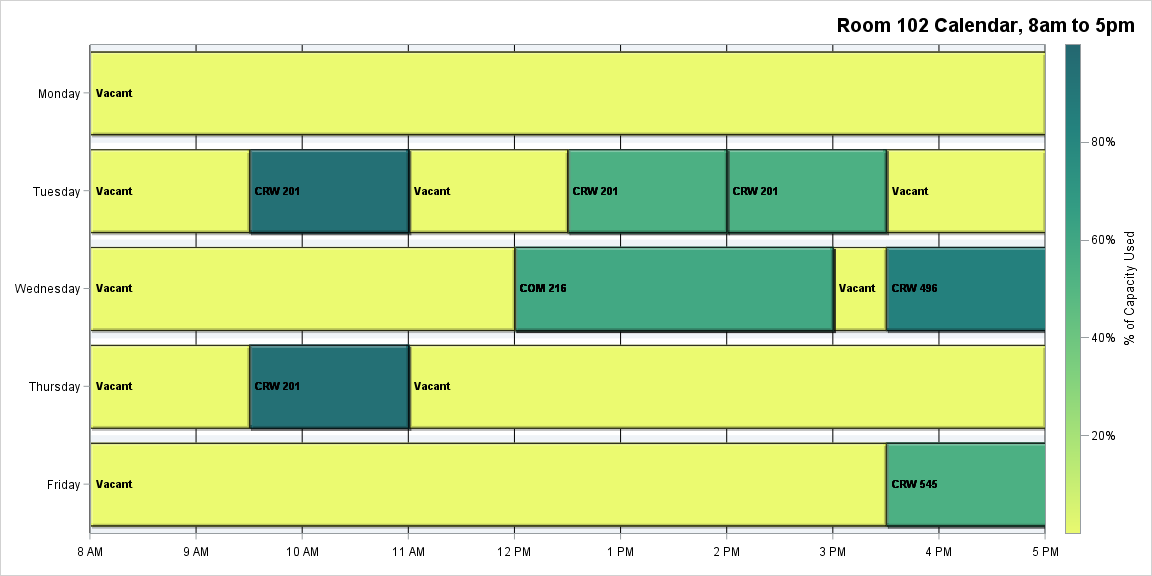 Room 102 Calendar, 8am to 5pm
Monday
Vacant
80%
Tuesday
Vacant
CRW 201
Vacant
CRW 201
CRW 201
Vacant
60%
% of Capacity Used
Wednesday
Vacant
COM 216
Vacant
CRW 496
40%
Thursday
Vacant
CRW 201
Vacant
20%
Friday
Vacant
CRW 545
8 AM
9 AM
10 AM
11 AM
12 PM
1 PM
2 PM
3 PM
4 PM
5 PM